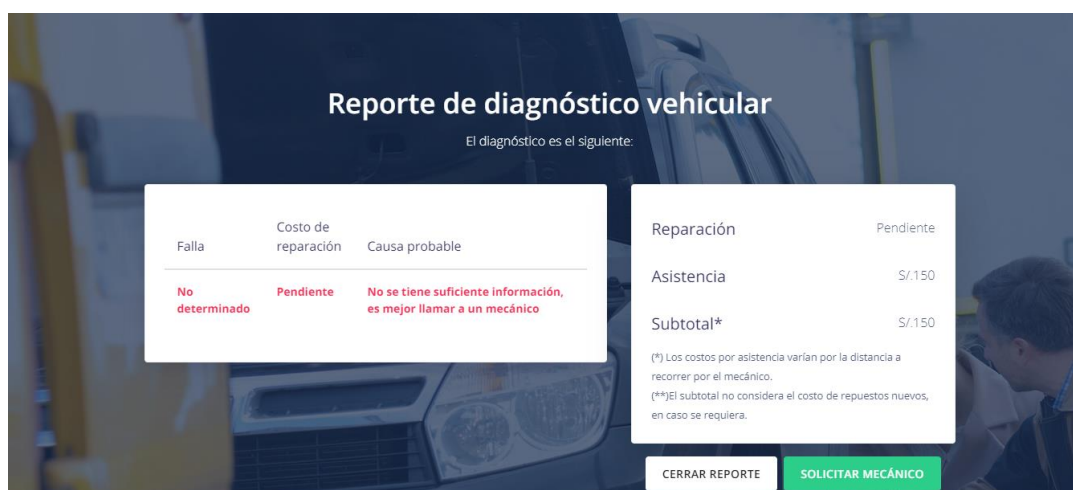 Reporte de diagnóstico vehicular
El diagnóstico es el siguiente:
Falla
Costo de
reparación
Causa probable
No
determinado
Pendiente
No se tiene suficiente información,
es mejor llamar a un mecánico
Reparación Pendiente
Asistencia S/.150
Subtotal* S/.150
(*) Los costos por asistencia varían por la distancia a
recorrer por el mecánico.
(**)El subtotal no considera el costo de repuestos nuevos,
en caso se requiera.
CERRAR REPORTE SOLICITAR MECÁNICO